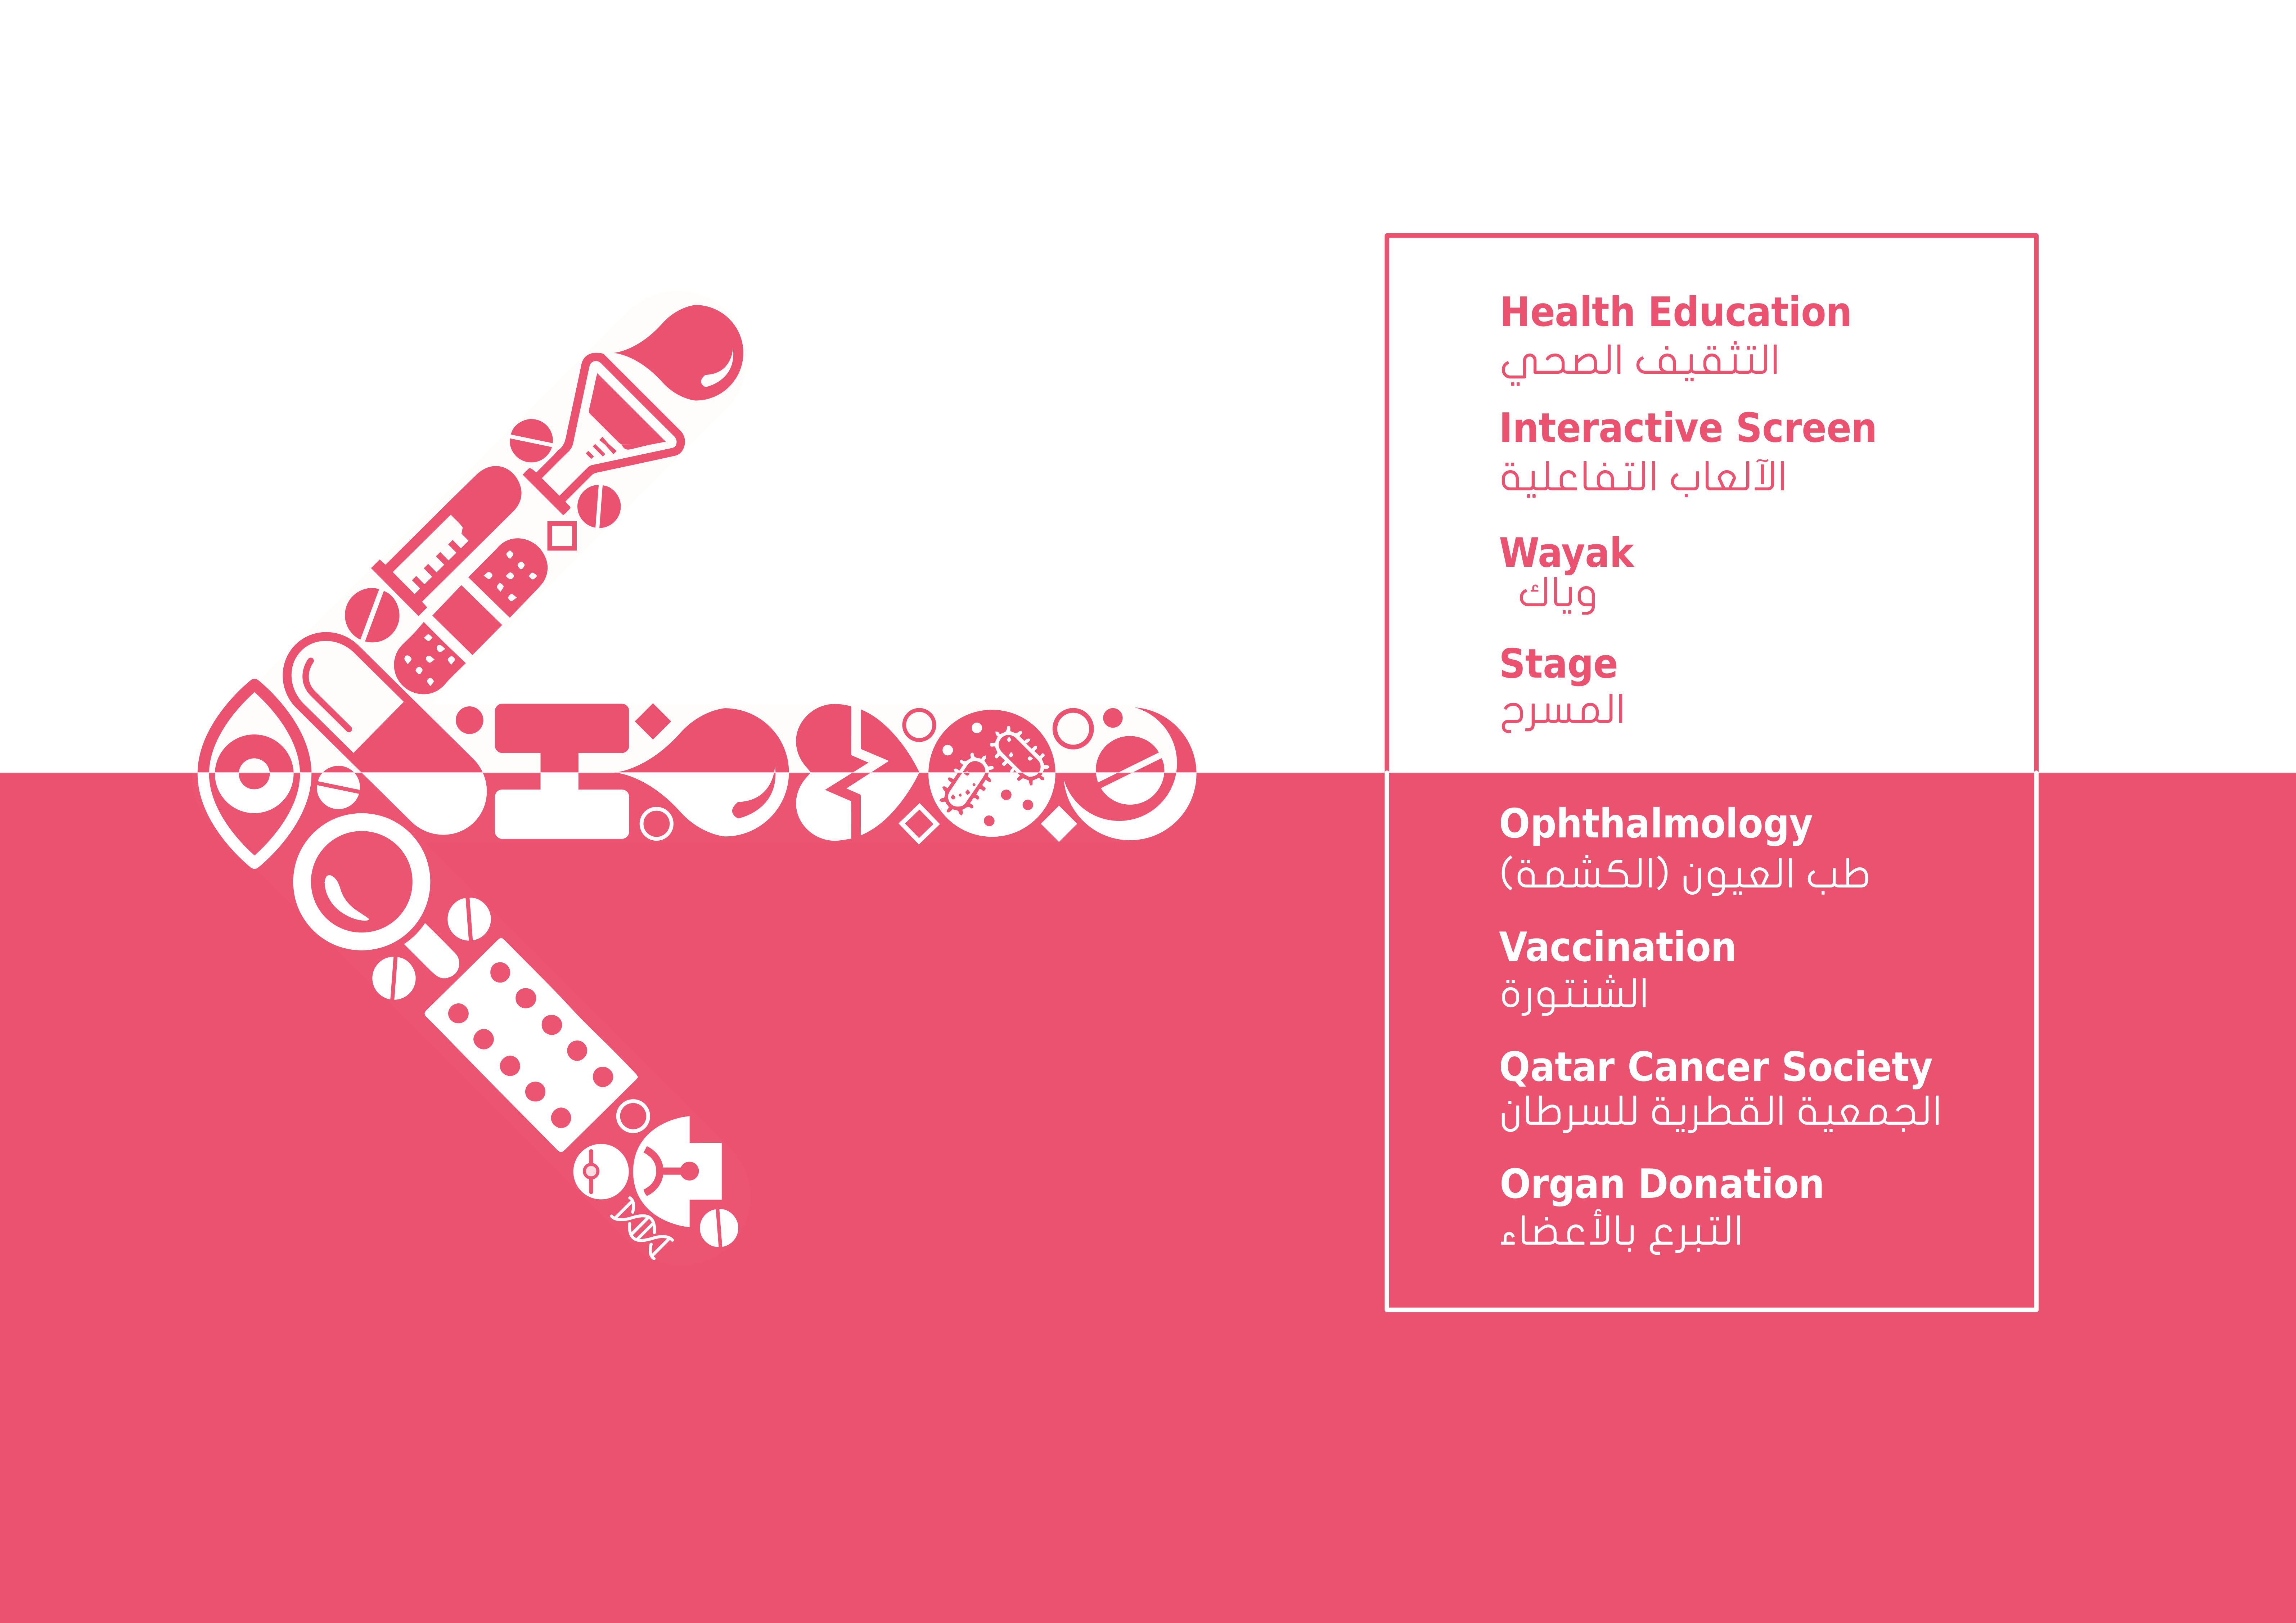 Health Education
التثقيف الصحي
Interactive Screen
الآلعاب التفاعلية
Wayak
وياك
Stage
المسرح
Ophthalmology
طب العيون (الكشمة)
Vaccination
الشنتورة
Qatar Cancer Society
الجمعية القطرية للسرطان
Organ Donation
التبرع بالأعضاء